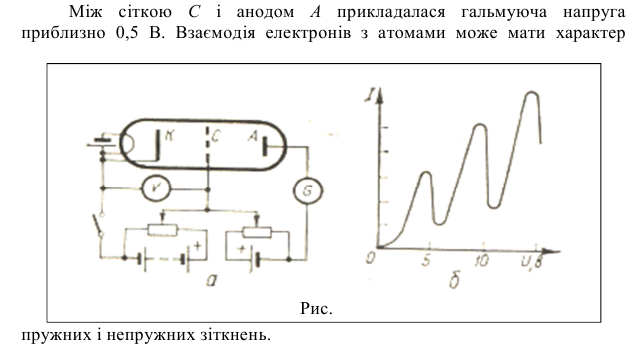 Між сіткою С і анодом А прикладалася гальмуюча напруга
приблизно 0,5 В. Взаємодія електронів з атомами може мати характер
К С А
V G
+ +
а
I
0 5 10 U,В
б
Рис.
пружних і непружних зіткнень.